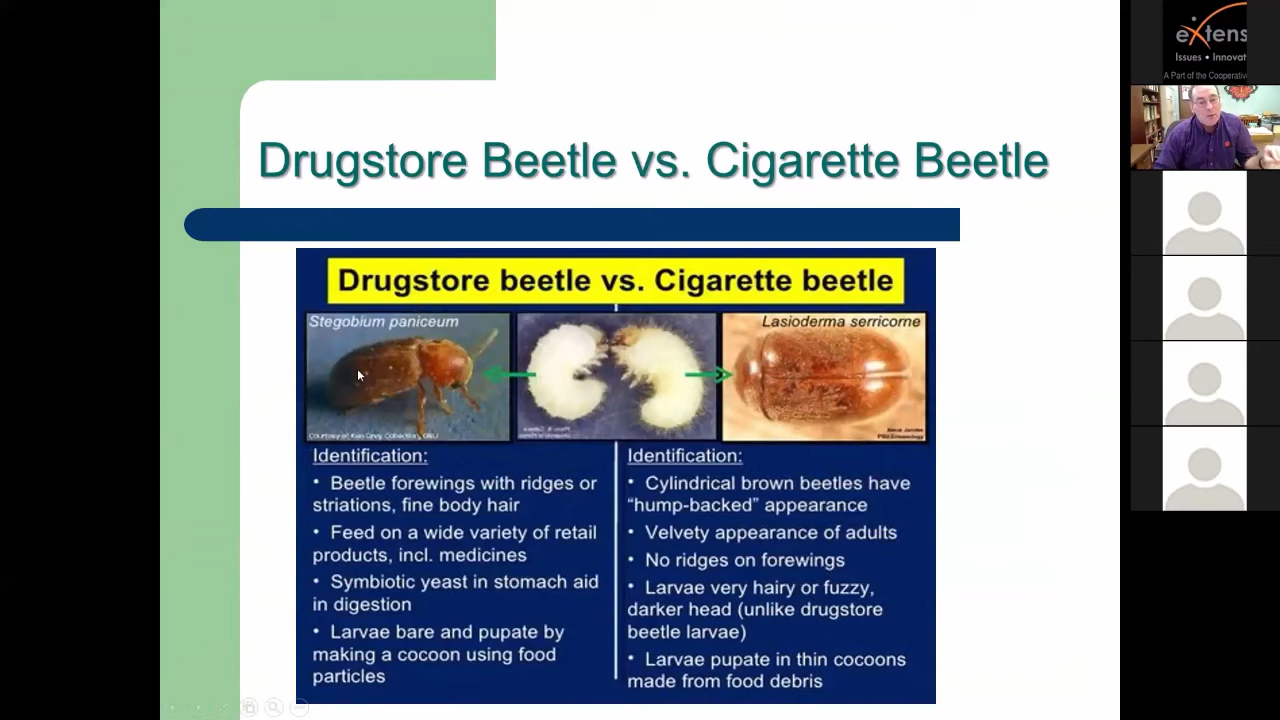 Drugstore Beetle vs. Cigarette Beetle
Drugstore beetle vs. Cigarette beetle
Stegobium paniceum
Lasioderma serricorne
Identification:
• Beetle forewings with ridges or
striations, fine body hair
• Feed on a wide variety of retail
products, incl. medicines
• Symbiotic yeast in stomach aid
in digestion
• Larvae bare and pupate by
making a cocoon using food
particles
Identification:
• Cylindrical brown beetles have
“hump-backed” appearance
• Velvety appearance of adults
• No ridges on forewings
• Larvae very hairy or fuzzy,
darker head (unlike drugstore
beetle larvae)
• Larvae pupate in thin cocoons
made from food debris
eXtens
Issues • Innovat
A Part of the Cooperativ